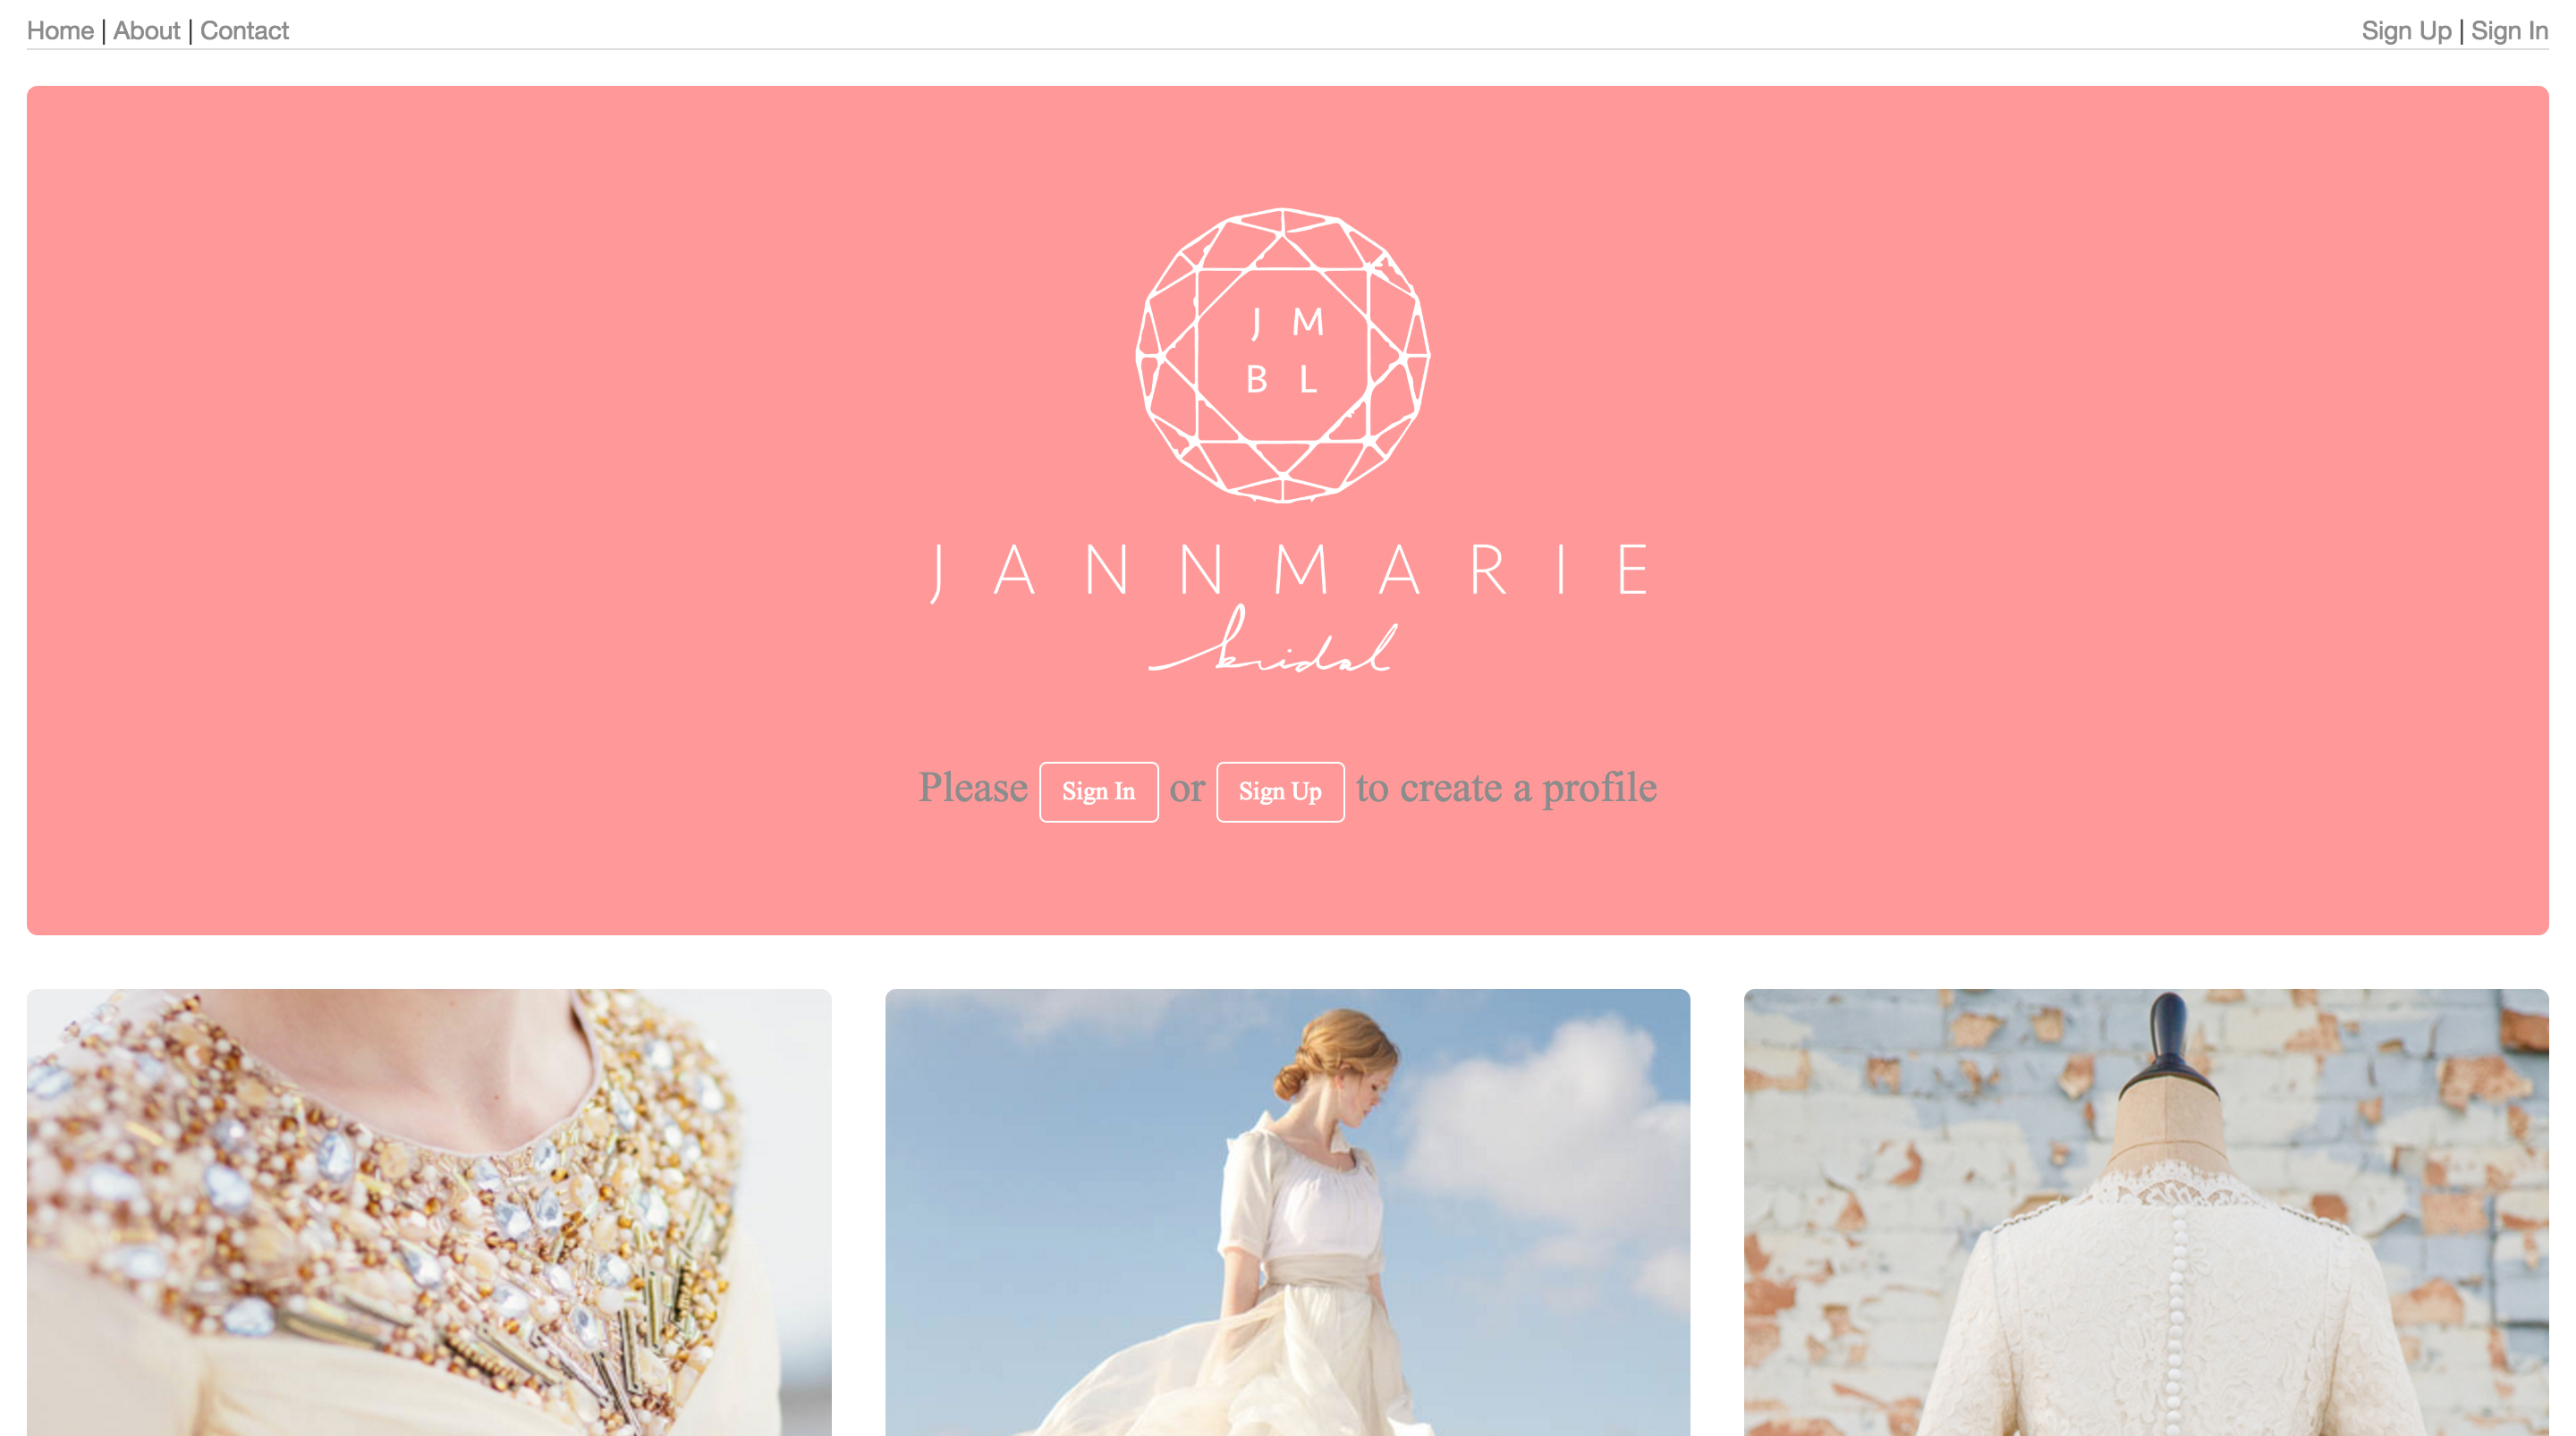 Home | About | Contact
Sign Up | Sign In
J M
B L
JANNMARIE
bridal
Please Sign In or Sign Up to create a profile